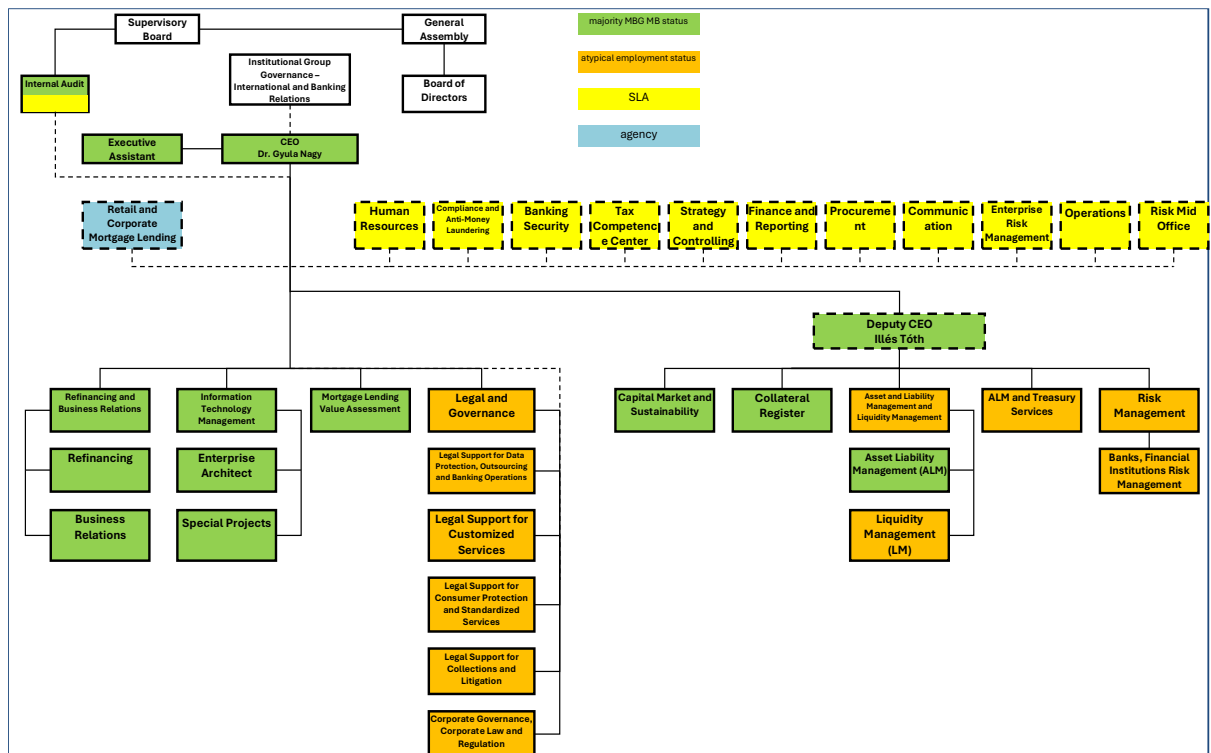 Supervisory
Board
General
Assembly
majority MBG MB status
Institutional Group
Governance –
International and Banking
Relations
atypical employment status
Internal Audit
Board of
Directors
SLA
agency
Executive
Assistant
CEO
Dr. Gyula Nagy
Retail and
Corporate
Mortgage Lending
Human
Resources
Compliance and
Anti-Money
Laundering
Banking
Security
Tax
Competenc
e Center
Strategy
and
Controlling
Finance and
Reporting
Procureme
nt
Communic
ation
Enterprise
Risk
Management
Operations
Risk Mid
Office
Deputy CEO
Illés Tóth
Refinancing and
Business Relations
Information
Technology
Management
Mortgage Lending
Value Assessment
Legal and
Governance
Capital Market and
Sustainability
Collateral
Register
Asset and Liability
Management and
Liquidity Management
ALM and Treasury
Services
Risk
Management
Refinancing
Enterprise
Architect
Legal Support for Data
Protection, Outsourcing
and Banking Operations
Asset Liability
Management (ALM)
Banks, Financial
Institutions Risk
Management
Business
Relations
Special Projects
Legal Support for
Customized
Services
Liquidity
Management
(LM)
Legal Support for
Consumer Protection
and Standardized
Services
Legal Support for
Collections and
Litigation
Corporate Governance,
Corporate Law and
Regulation